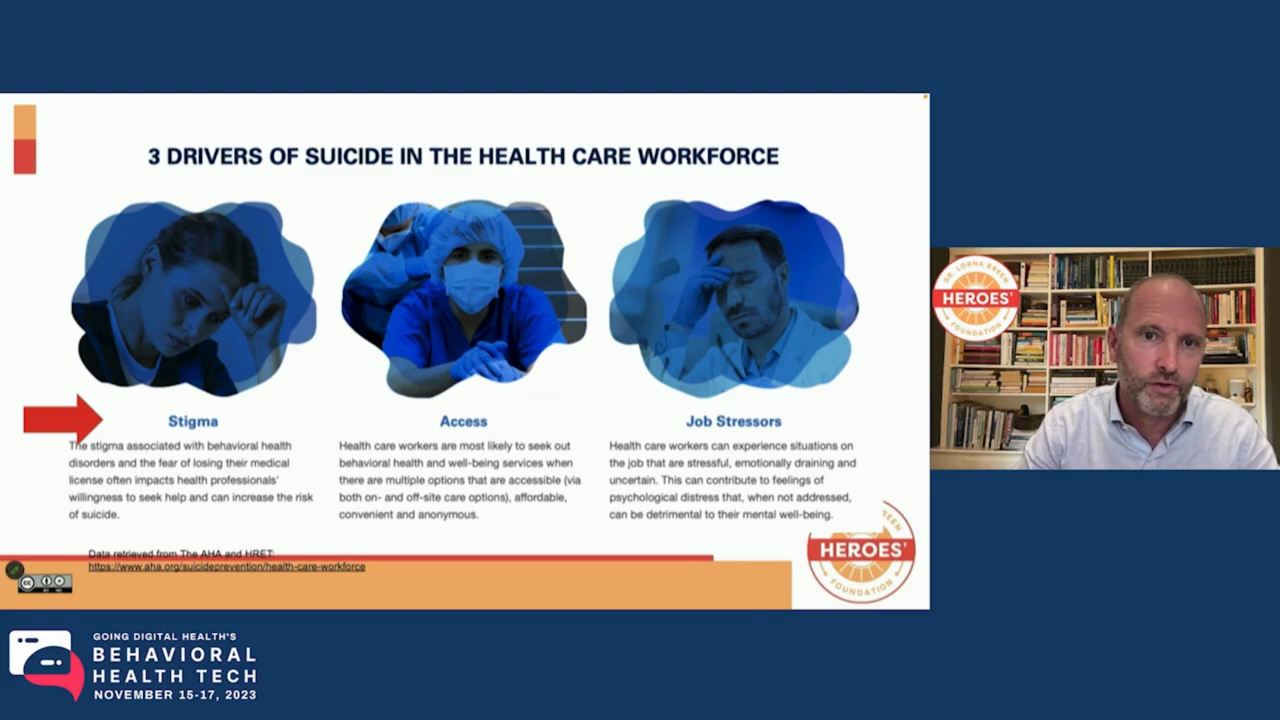 3 DRIVERS OF SUICIDE IN THE HEALTH CARE WORKFORCE
Stigma
The stigma associated with behavioral health
disorders and the fear of losing their medical
license often impacts health professionals'
willingness to seek help and can increase the risk
of suicide.
Access
Health care workers are most likely to seek out
behavioral health and well-being services when
there are multiple options that are accessible (via
both on- and off-site care options), affordable,
convenient and anonymous.
Job Stressors
Health care workers can experience situations on
the job that are stressful, emotionally draining and
uncertain. This can contribute to feelings of
psychological distress that, when not addressed,
can be detrimental to their mental well-being.
Data retrieved from The AHA and HRET:
https://www.aha.org/suicideprevention/health-care-workforce
BREEN
HEROES'
FOUNDATION
DR. LORNA BREEN
HEROES'
FOUNDATION
GOING DIGITAL HEALTH'S
BEHAVIORAL
HEALTH TECH
NOVEMBER 15-17, 2023